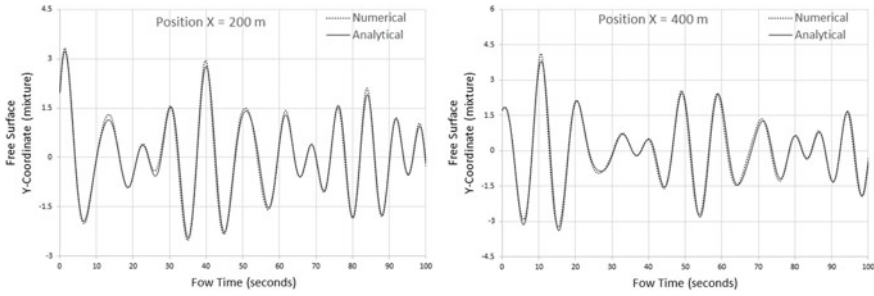 Position X = 200 m
Numerical
Analytical
Free Surface
Y-Coordinate (mixture)
4.5
3
1.5
0
-1.5
-3
0 10 20 30 40 50 60 70 80 90 100
Fow Time (seconds)
Position X = 400 m
Numerical
Analytical
Free Surface
Y-Coordinate (mixture)
6
4.5
3
1.5
0
-1.5
-3
-4.5
0 10 20 30 40 50 60 70 80 90 100
Fow Time (seconds)